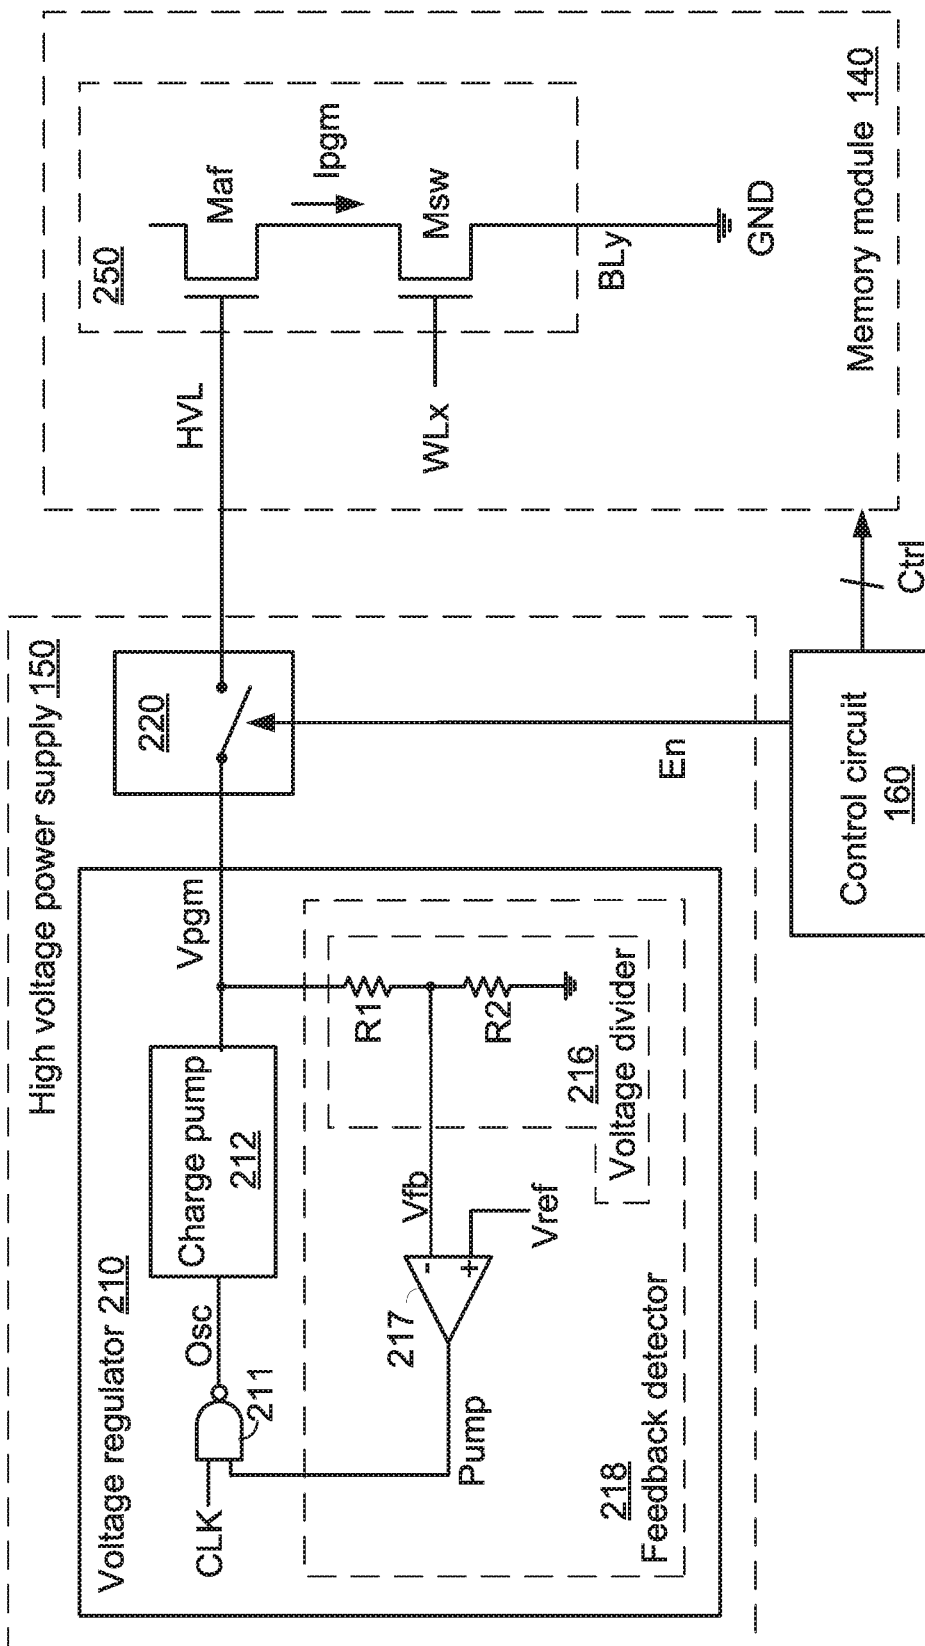 High voltage power supply 150
Voltage regulator 210
CLK
211
Osc
Charge pump
212
Vpgm
220
HVL
250
Maf
Ipgm
Msw
WLx
BLy
GND
Memory module 140
Pump
217
-
+
Vfb
Vref
R1
R2
216
Voltage divider
218
Feedback detector
En
Control circuit
160
Ctrl